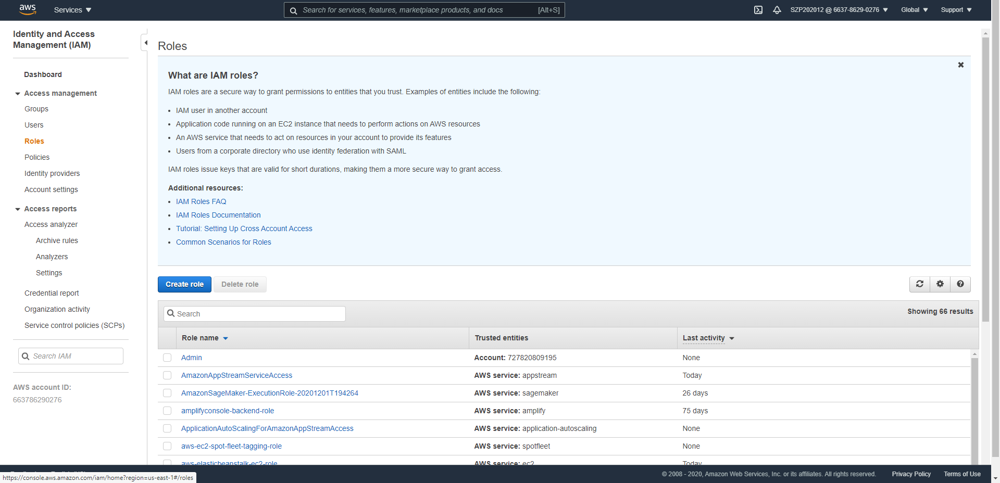 aws
Services
Search for services, features, marketplace products, and docs
[Alt+S]
SZP202012 @ 6637-8629-0276
Global
Support
Identity and Access
Management (IAM)
Dashboard
Access management
Groups
Users
Roles
Policies
Identity providers
Account settings
Access reports
Access analyzer
Archive rules
Analyzers
Settings
Credential report
Organization activity
Service control policies (SCPs)
Search IAM
AWS account ID:
663786290276
Roles
What are IAM roles?
IAM roles are a secure way to grant permissions to entities that you trust. Examples of entities include the following:
• IAM user in another account
• Application code running on an EC2 instance that needs to perform actions on AWS resources
• An AWS service that needs to act on resources in your account to provide its features
• Users from a corporate directory who use identity federation with SAML
IAM roles issue keys that are valid for short durations, making them a more secure way to grant access.
Additional resources:
• IAM Roles FAQ
• IAM Roles Documentation
• Tutorial: Setting Up Cross Account Access
• Common Scenarios for Roles
Create role
Delete role
Search
Showing 66 results
Role name Trusted entities Last activity
Admin Account: 727820809195 None
AmazonAppStreamServiceAccess AWS service: appstream Today
AmazonSageMaker-ExecutionRole-20201201T194264 AWS service: sagemaker 26 days
amplifyconsole-backend-role AWS service: amplify 75 days
ApplicationAutoScalingForAmazonAppStreamAccess AWS service: application-autoscaling None
aws-ec2-spot-fleet-tagging-role AWS service: spotfleet None
aws-elasticbeanstalk-ec2-role AWS service: ec2 Today
https://console.aws.amazon.com/iam/home?region=us-east-1#/roles
© 2008 - 2020, Amazon Web Services, Inc. or its affiliates. All rights reserved.
Privacy Policy
Terms of Use